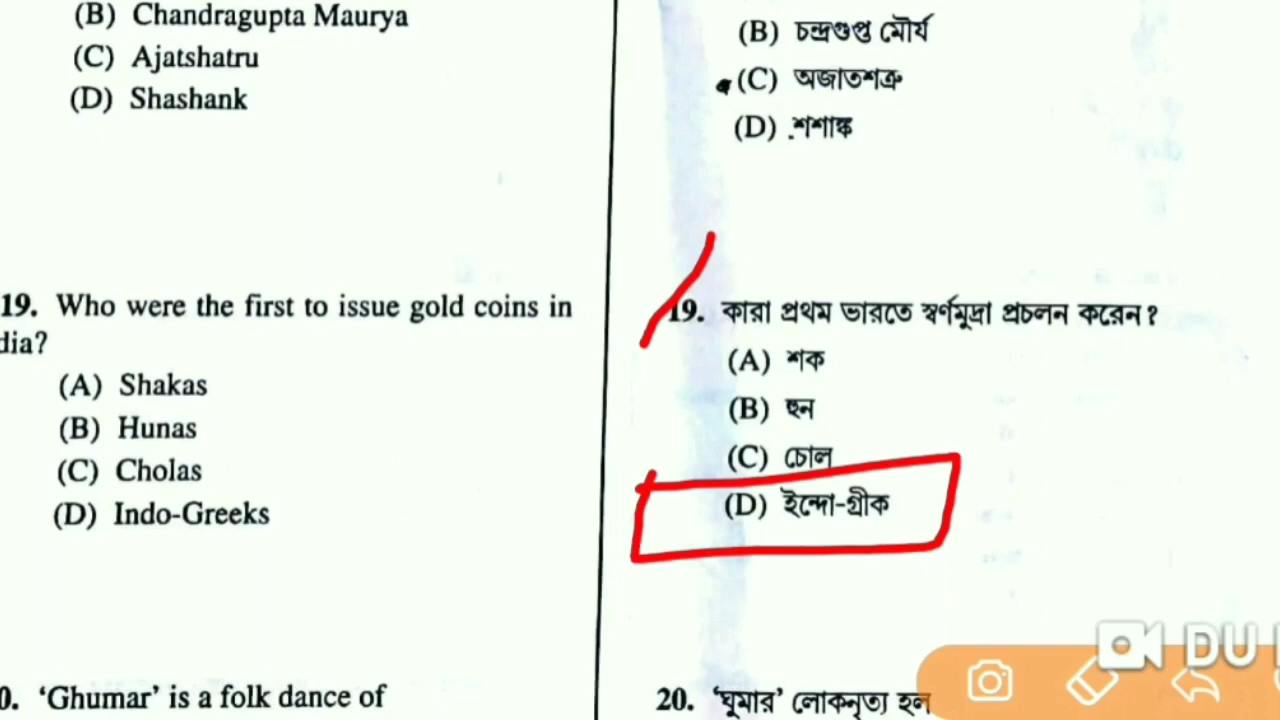 (B) Chandragupta Maurya
(C) Ajatshatru
(D) Shashank
19. Who were the first to issue gold coins in
dia?
(A) Shakas
(B) Hunas
(C) Cholas
(D) Indo-Greeks
0. ‘Ghumar’ is a folk dance of
(B) চন্দ্রগুপ্ত মৌর্য
(C) অজাতশত্রু
(D) শশাঙ্ক
19. কারা প্রথম ভারতে স্বর্ণমুদ্রা প্রচলন করেন?
(A) শক
(B) হুন
(C) চোল
(D) ইন্দো-গ্রীক
20. ‘ঘুমার’ লোকনৃত্য হল
DU